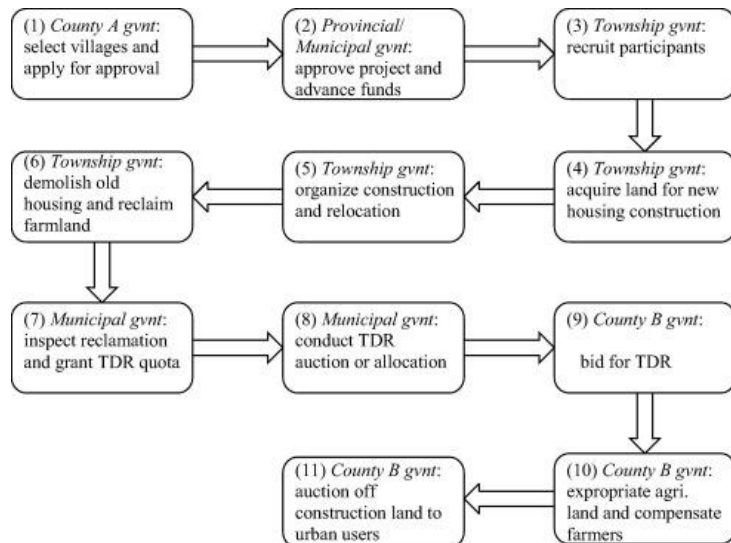 (1) County A gvnt:
select villages and
apply for approval
(2) Provincial/
Municipal gvnt:
approve project and
advance funds
(3) Township gvnt:
recruit participants
(4) Township gvnt:
acquire land for new
housing construction
(5) Township gvnt:
organize construction
and relocation
(6) Township gvnt:
demolish old
housing and reclaim
farmland
(7) Municipal gvnt:
inspect reclamation
and grant TDR quota
(8) Municipal gvnt:
conduct TDR
auction or allocation
(9) County B gvnt:
bid for TDR
(10) County B gvnt:
expropriate agri.
land and compensate
farmers
(11) County B gvnt:
auction off
construction land to
urban users